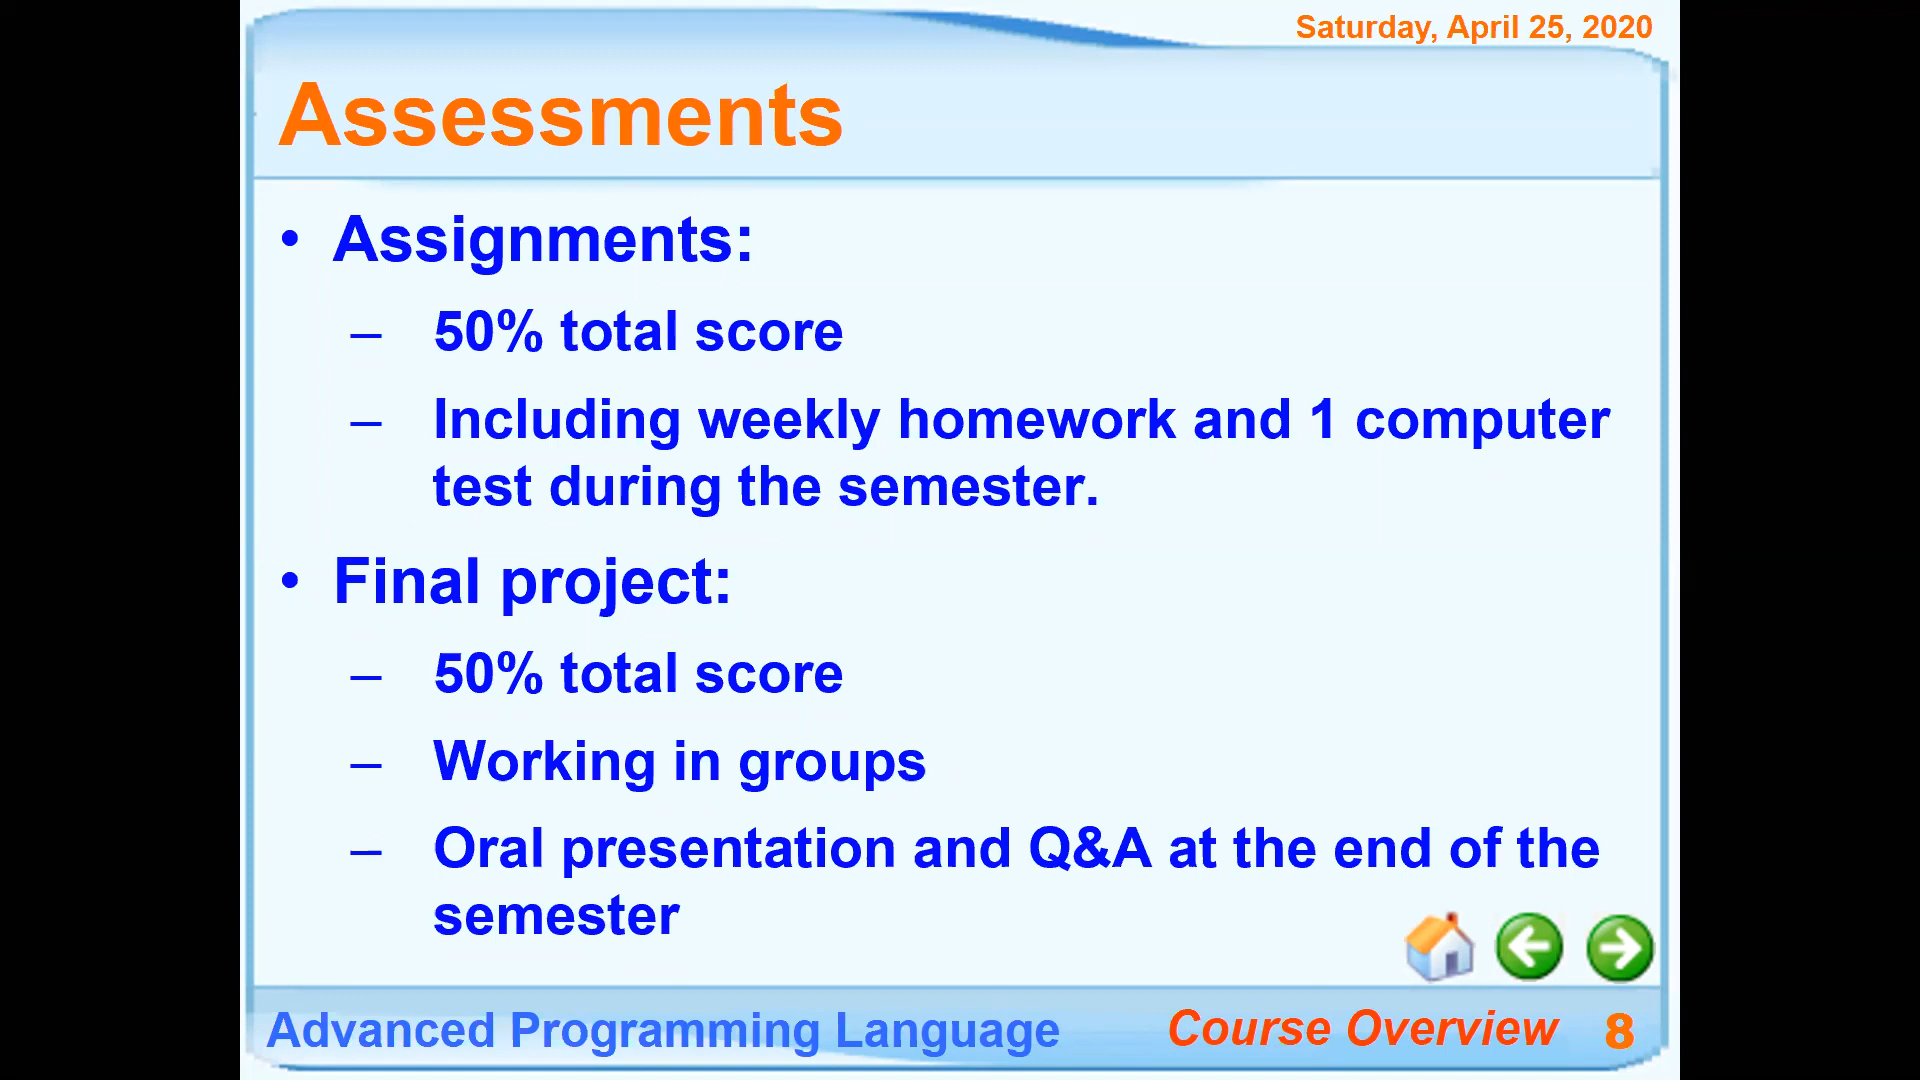 Saturday, April 25, 2020
Assessments
• Assignments:
– 50% total score
– Including weekly homework and 1 computer
test during the semester.
• Final project:
– 50% total score
– Working in groups
– Oral presentation and Q&A at the end of the
semester
Advanced Programming Language Course Overview 8